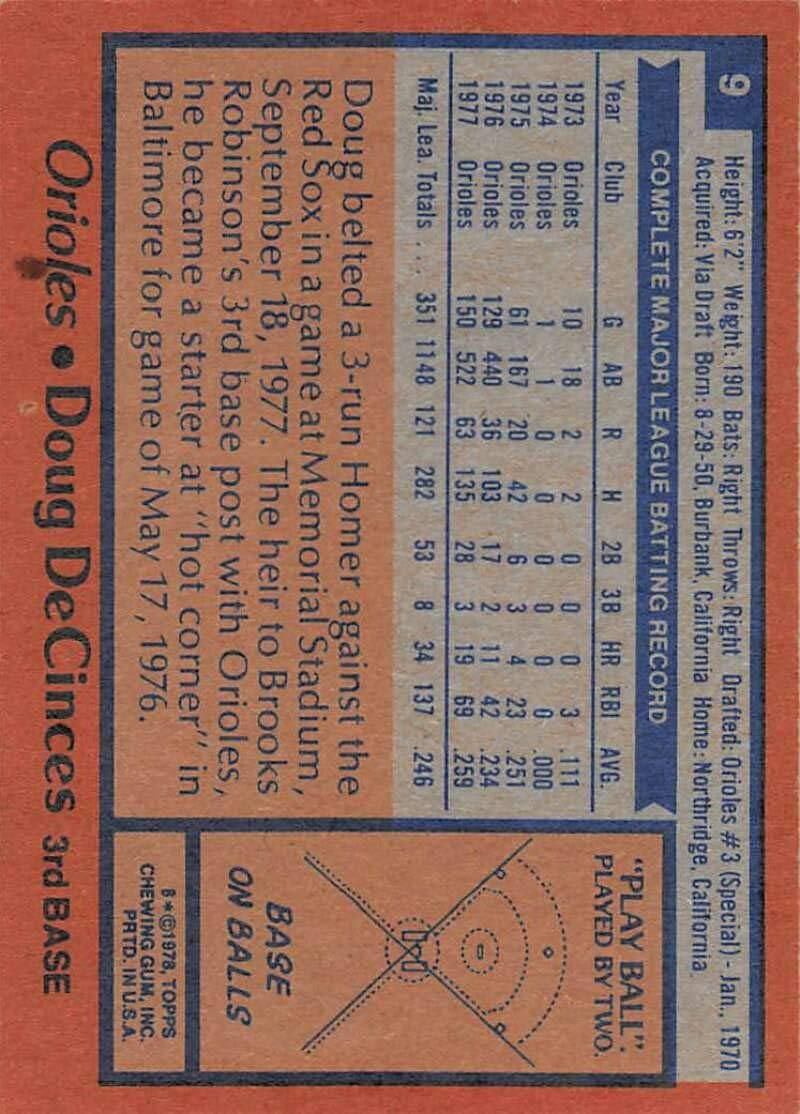 9
Height: 6'2" Weight: 190 Bats: Right Throws: Right Drafted: Orioles #3 (Special)- Jan., 1970
Acquired: Via Draft Born: 8-29-50, Burbank, California Home: Northridge, California
COMPLETE MAJOR LEAGUE BATTING RECORD
Year Club G AB R H 2B 3B HR RBI AVG.
1973 Orioles 10 18 2 2 0 0 0 3 .111
1974 Orioles 1 1 0 0 0 0 0 0 .000
1975 Orioles 61 167 20 42 6 3 4 23 .251
1976 Orioles 129 440 36 103 17 2 11 42 .234
1977 Orioles 150 522 63 135 28 3 19 69 .259
Maj. Lea. Totals . . . 351 1148 121 282 53 8 34 137 .246
Doug belted a 3-run Homer against the
Red Sox in a game at Memorial Stadium,
September 18, 1977. The heir to Brooks
Robinson's 3rd base post with Orioles,
he became a starter at "hot corner" in
Baltimore for game of May 17, 1976.
"PLAY BALL":
PLAYED BY TWO.
BASE
ON BALLS
8*©1978, TOPPS
CHEWING GUM, INC.
PRTD. IN U.S.A.
Orioles • Doug DeCinces 3rd BASE